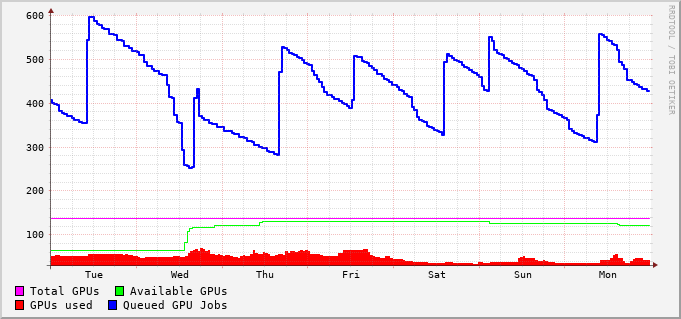 600
500
400
300
200
100
Tue Wed Thu Fri Sat Sun Mon
Total GPUs Available GPUs
GPUs used Queued GPU Jobs
RRDTOOL / TOBI OETIKER